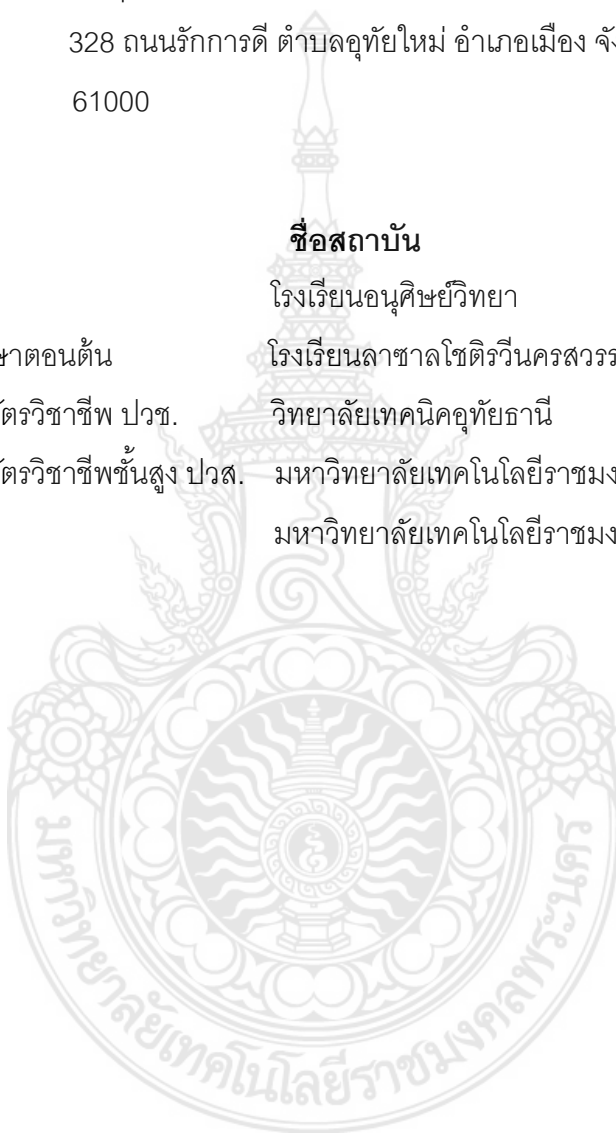 328 ถนนรักการดี ตำบลอุทัยใหม่ อำเภอเมือง
61000
ชื่อสถาบัน
โรงเรียนอนุศิษย์วิทยา
ษาตอนต้น โรงเรียนลาซาลโชติรวีนครสวรร
ัตรวิชาชีพ ปวช. วิทยาลัยเทคนิคอุทัยธานี
ัตรวิชาชีพชั้นสูง ปวส. มหาวิทยาลัยเทคโนโลยีราชมง
มหาวิทยาลัยเทคโนโลยีราชมง
มหาวิทยาลัยเทคโนโลยีราชมงคลพระนคร